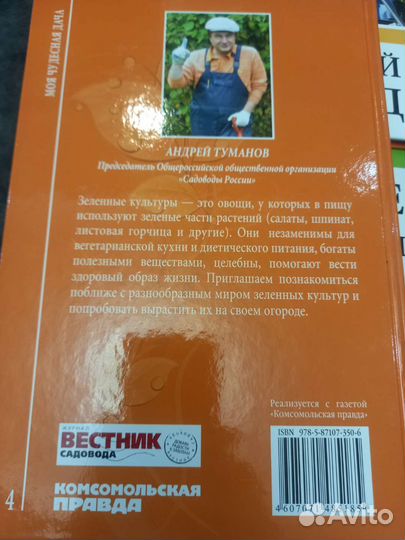 МОЯ ЧУДЕСНАЯ ДАЧА
АНДРЕЙ ТУМАНОВ
Председатель Общероссийской общественной организации
«Садоводы России»
Зеленные культуры — это овощи, у которых в пищу
используют зеленые части растений (салаты, шпинат,
листовая горчица и другие). Они незаменимы для
вегетарианской кухни и диетического питания, богаты
полезными веществами, целебны, помогают вести
здоровый образ жизни. Приглашаем познакомиться
поближе с разнообразным миром зеленных культур и
попробовать вырастить их на своем огороде.
Реализуется с газетой
«Комсомольская правда»
ISBN 978-5-87107-350-6
ЖУРНАЛ
ВЕСТНИК
САДОВОДА
КОМСОМОЛЬСКАЯ
ПРАВДА
4
Й
Д
Е
Avito